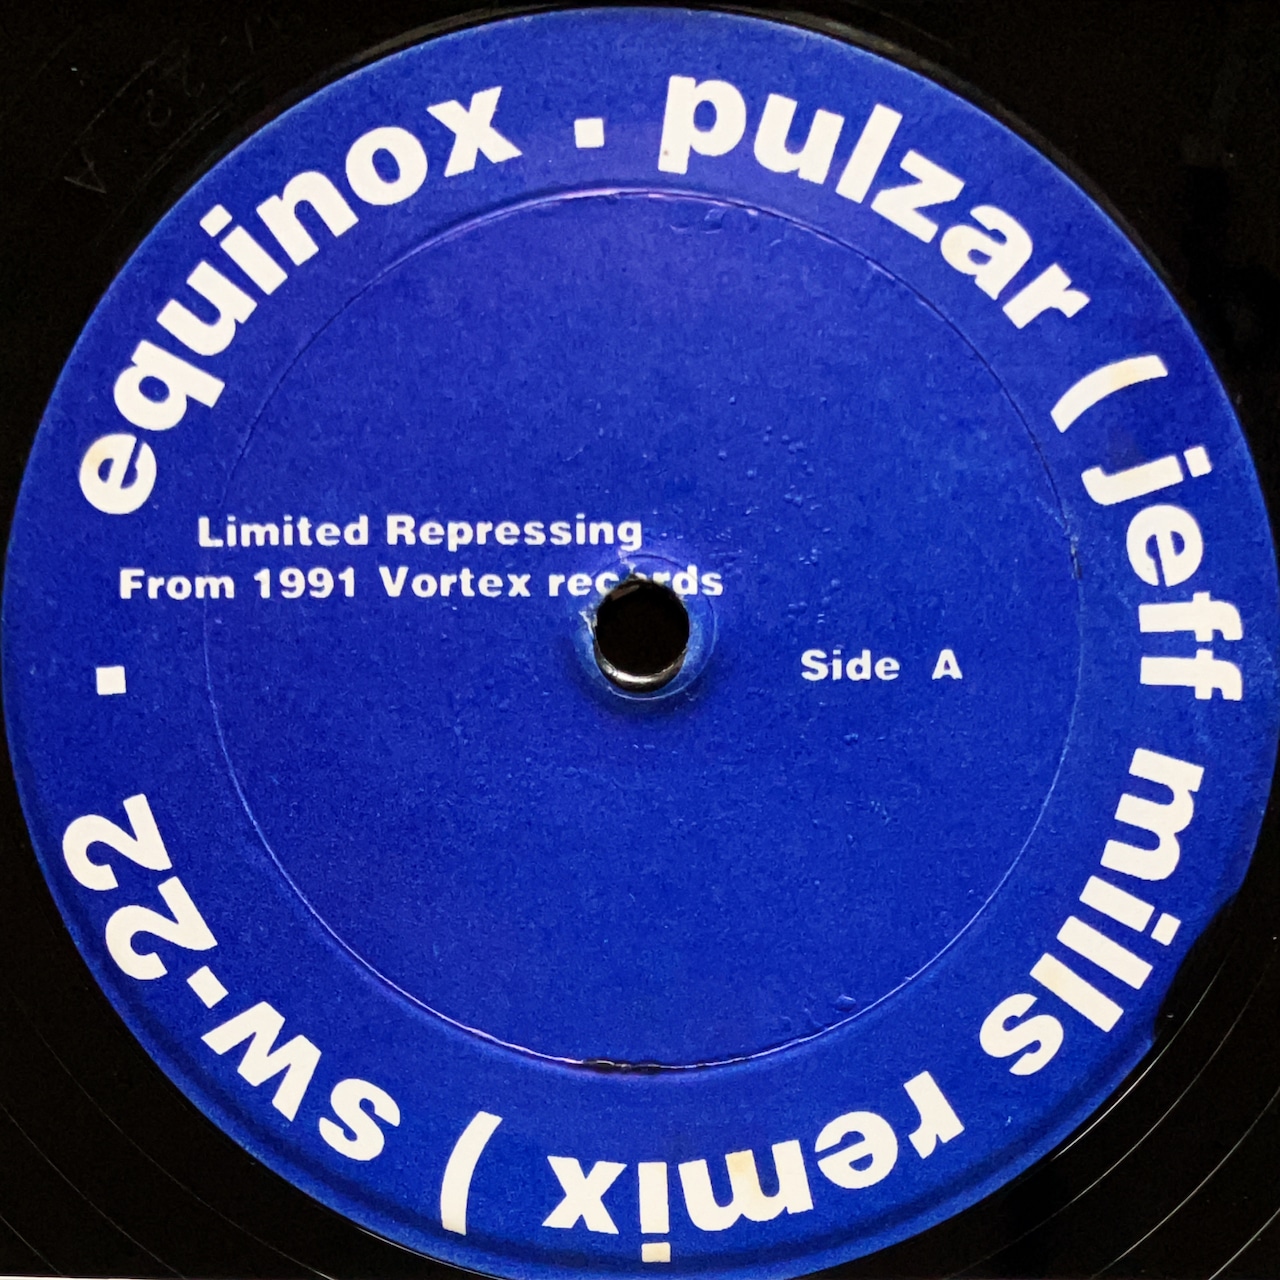 equinox . pulzar ( jeff mills remix ) sw-22 .
Limited Repressing
From 1991 Vortex records
Side A